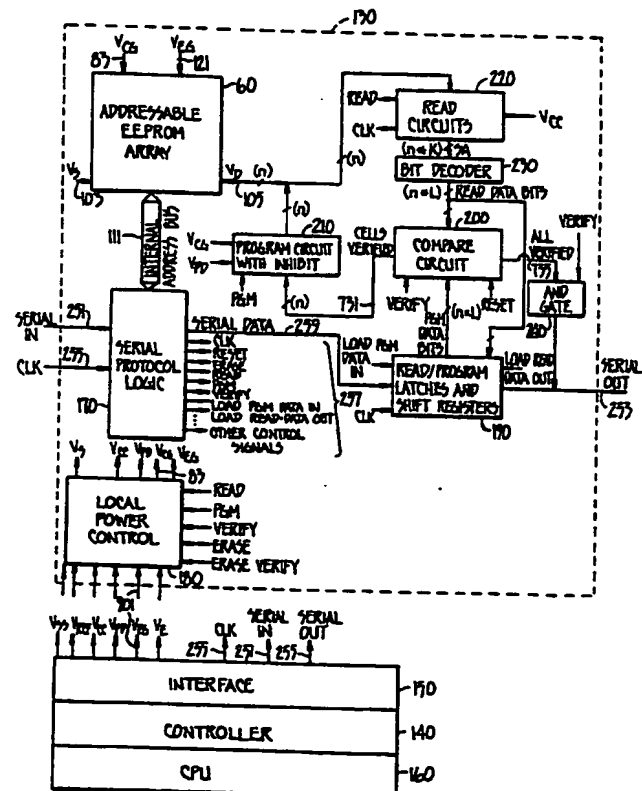 130
V_CG V_EG
83 121
60
ADDRESSABLE
EEPROM
ARRAY
V_S
103
V_D (n)
105
(n)
220
READ
CLK
READ
CIRCUITS
V_CC
BIT DECODER
230
(n÷L) READ DATA BITS
200
COMPARE
CIRCUIT
CELLS
VERIFIED
VERIFY
RESET
ALL
VERIFIED
VERIFY
AND
GATE
(n)
210
V_CG
V_PD
PROGRAM CIRCUIT
WITH INHIBIT
PGM
(n)
731
111
INTERNAL
ADDRESS BUS
SERIAL
IN
251
CLK
SERIAL
PROTOCOL
LOGIC
170
SERIAL DATA
CLK
RESET
ERASE
VERIFY
LOAD PGM DATA IN
LOAD READ-DATA OUT
OTHER CONTROL
SIGNALS
237
PGM
DATA
BITS
(n÷L)
LOAD PGM
DATA IN
CLK
READ/PROGRAM
LATCHES AND
SHIFT REGISTERS
190
LOAD READ
DATA OUT
SERIAL
OUT
V_S V_CC V_PD V_CG V_EG
83
LOCAL
POWER
CONTROL
180
READ
PGM
VERIFY
ERASE
ERASE VERIFY
CLK
SERIAL
IN
SERIAL
OUT
251
INTERFACE
150
CONTROLLER
140
CPU
160